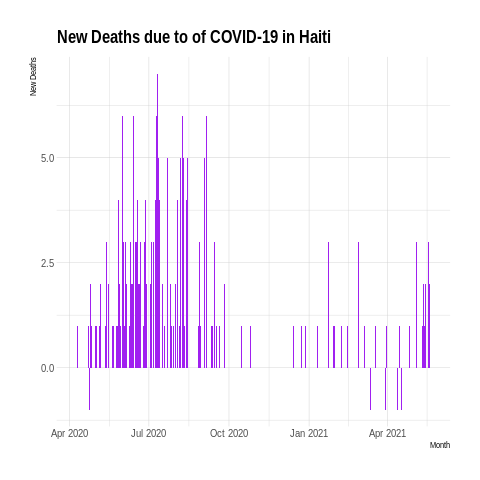 New Deaths due to of COVID-19 in Haiti
New Deaths
5.0
2.5
0.0
Apr 2020 Jul 2020 Oct 2020 Jan 2021 Apr 2021
Month